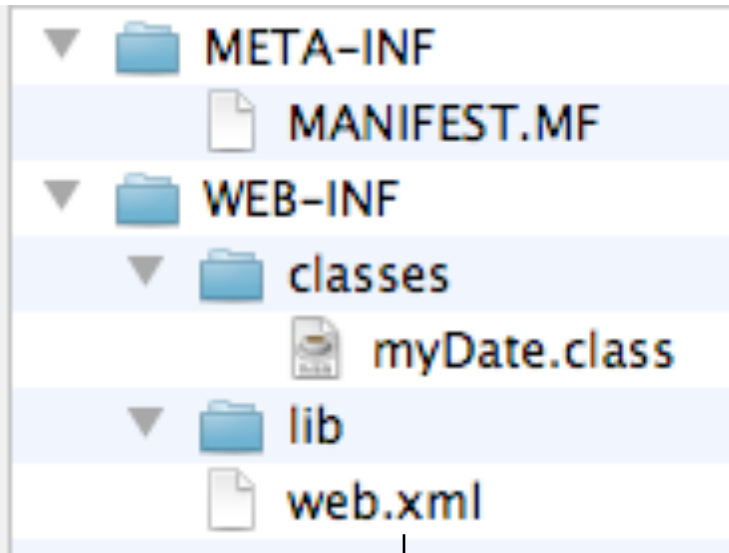 META-INF
MANIFEST.MF
WEB-INF
classes
myDate.class
lib
web.xml